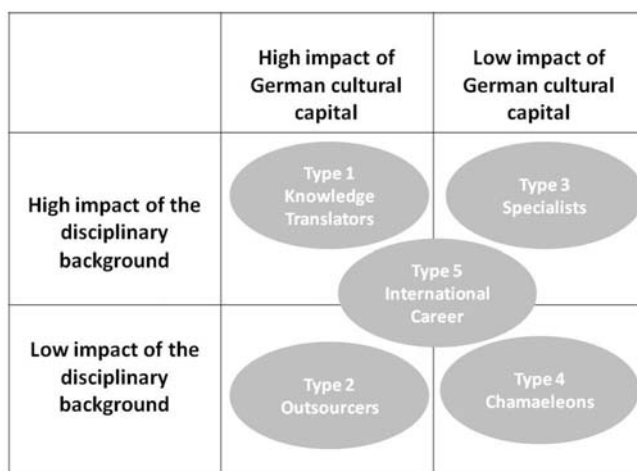 High impact of
German cultural
capital
Low impact of
German cultural
capital
High impact of the
disciplinary
background
Type 1
Knowledge
Translators
Type 3
Specialists
Type 5
International
Career
Low impact of the
disciplinary
background
Type 2
Outsourcers
Type 4
Chamaeleons